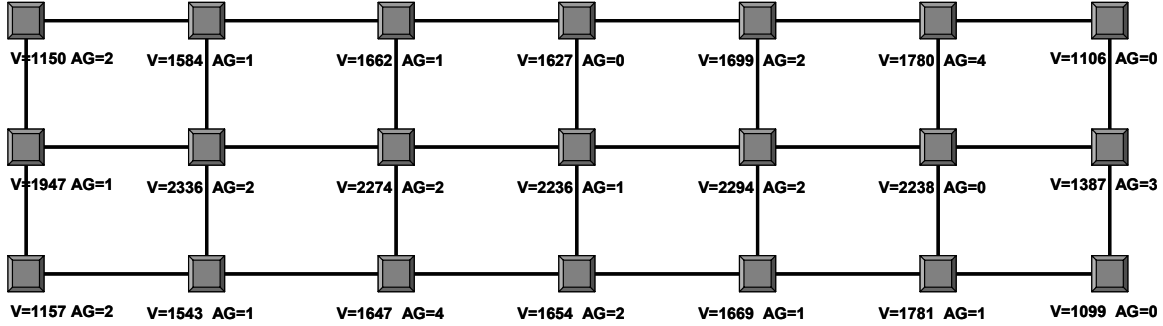 V=1150 AG=2 V=1584 AG=1 V=1662 AG=1 V=1627 AG=0 V=1699 AG=2 V=1780 AG=4 V=1106 AG=0
V=1947 AG=1 V=2336 AG=2 V=2274 AG=2 V=2236 AG=1 V=2294 AG=2 V=2238 AG=0 V=1387 AG=3
V=1157 AG=2 V=1543 AG=1 V=1647 AG=4 V=1654 AG=2 V=1669 AG=1 V=1781 AG=1 V=1099 AG=0